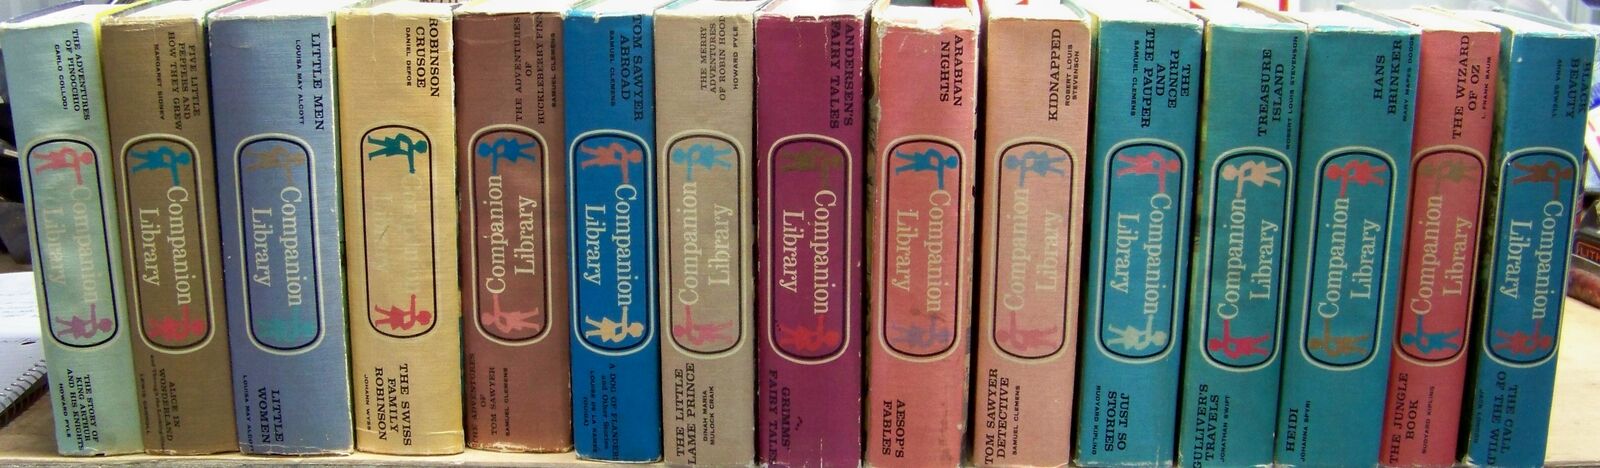 THE ADVENTURES
OF PINOCCHIO
CARLO COLLODI
Companion
Library
THE STORY OF
KING ARTHUR
AND HIS KNIGHTS
HOWARD PYLE
FIVE LITTLE
PEPPERS AND
HOW THEY GREW
MARGARET SIDNEY
Companion
Library
ALICE IN
WONDERLAND
LITTLE MEN
LOUISA MAY ALCOTT
Companion
Library
LITTLE
WOMEN
LOUISA MAY ALCOTT
ROBINSON
CRUSOE
DANIEL DEFOE
Companion
Library
THE SWISS
FAMILY
ROBINSON
JOHANN WYSS
THE ADVENTURES
OF
HUCKLEBERRY FINN
SAMUEL CLEMENS
Companion
Library
THE ADVENTURES
OF
TOM SAWYER
SAMUEL CLEMENS
TOM SAWYER
ABROAD
SAMUEL CLEMENS
Companion
Library
A DOG OF FLANDERS
and Other Stories
LOUISE DE LA RAMEE
(OUIDA)
THE MERRY
ADVENTURES
OF ROBIN HOOD
HOWARD PYLE
Companion
Library
THE LITTLE
LAME PRINCE
DINAH MARIA
MULOCK CRAIK
ANDERSEN'S
FAIRY TALES
Companion
Library
GRIMMS'
FAIRY TALES
ARABIAN
NIGHTS
Companion
Library
AESOP'S
FABLES
KIDNAPPED
ROBERT LOUIS
STEVENSON
Companion
Library
TOM SAWYER
DETECTIVE
SAMUEL CLEMENS
THE
PRINCE
AND
THE PAUPER
SAMUEL CLEMENS
Companion
Library
JUST SO
STORIES
RUDYARD KIPLING
TREASURE
ISLAND
ROBERT LOUIS STEVENSON
Companion
Library
GULLIVER'S
TRAVELS
JONATHAN SWIFT
HANS
BRINKER
MARY MAPES DODGE
Companion
Library
HEIDI
JOHANNA SPYRI
THE WIZARD
OF OZ
L. FRANK BAUM
Companion
Library
THE JUNGLE
BOOK
RUDYARD KIPLING
BLACK
BEAUTY
ANNA SEWELL
Companion
Library
THE CALL
OF THE WILD
JACK LONDON